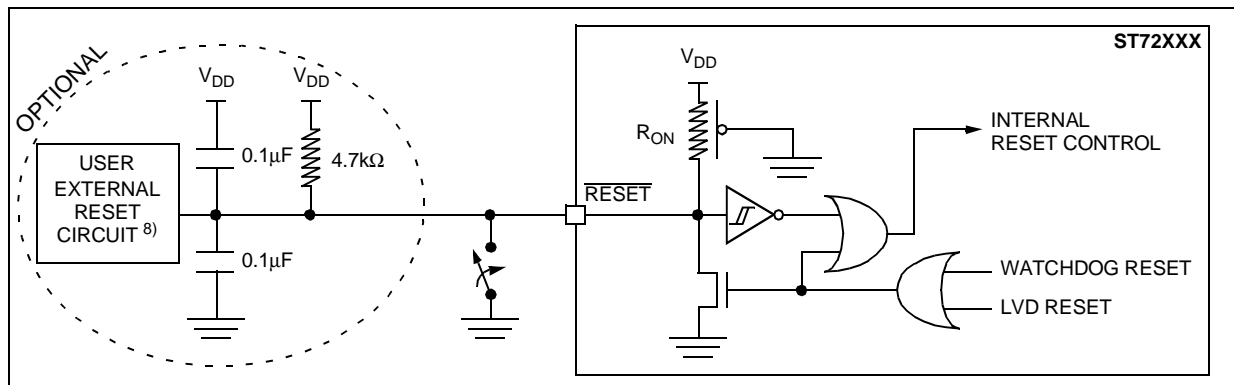 OPTIONAL
USER
EXTERNAL
RESET
CIRCUIT 8)
VDD
VDD
0.1μF
4.7kΩ
0.1μF
RESET
ST72XXX
VDD
RON
INTERNAL
RESET CONTROL
WATCHDOG RESET
LVD RESET